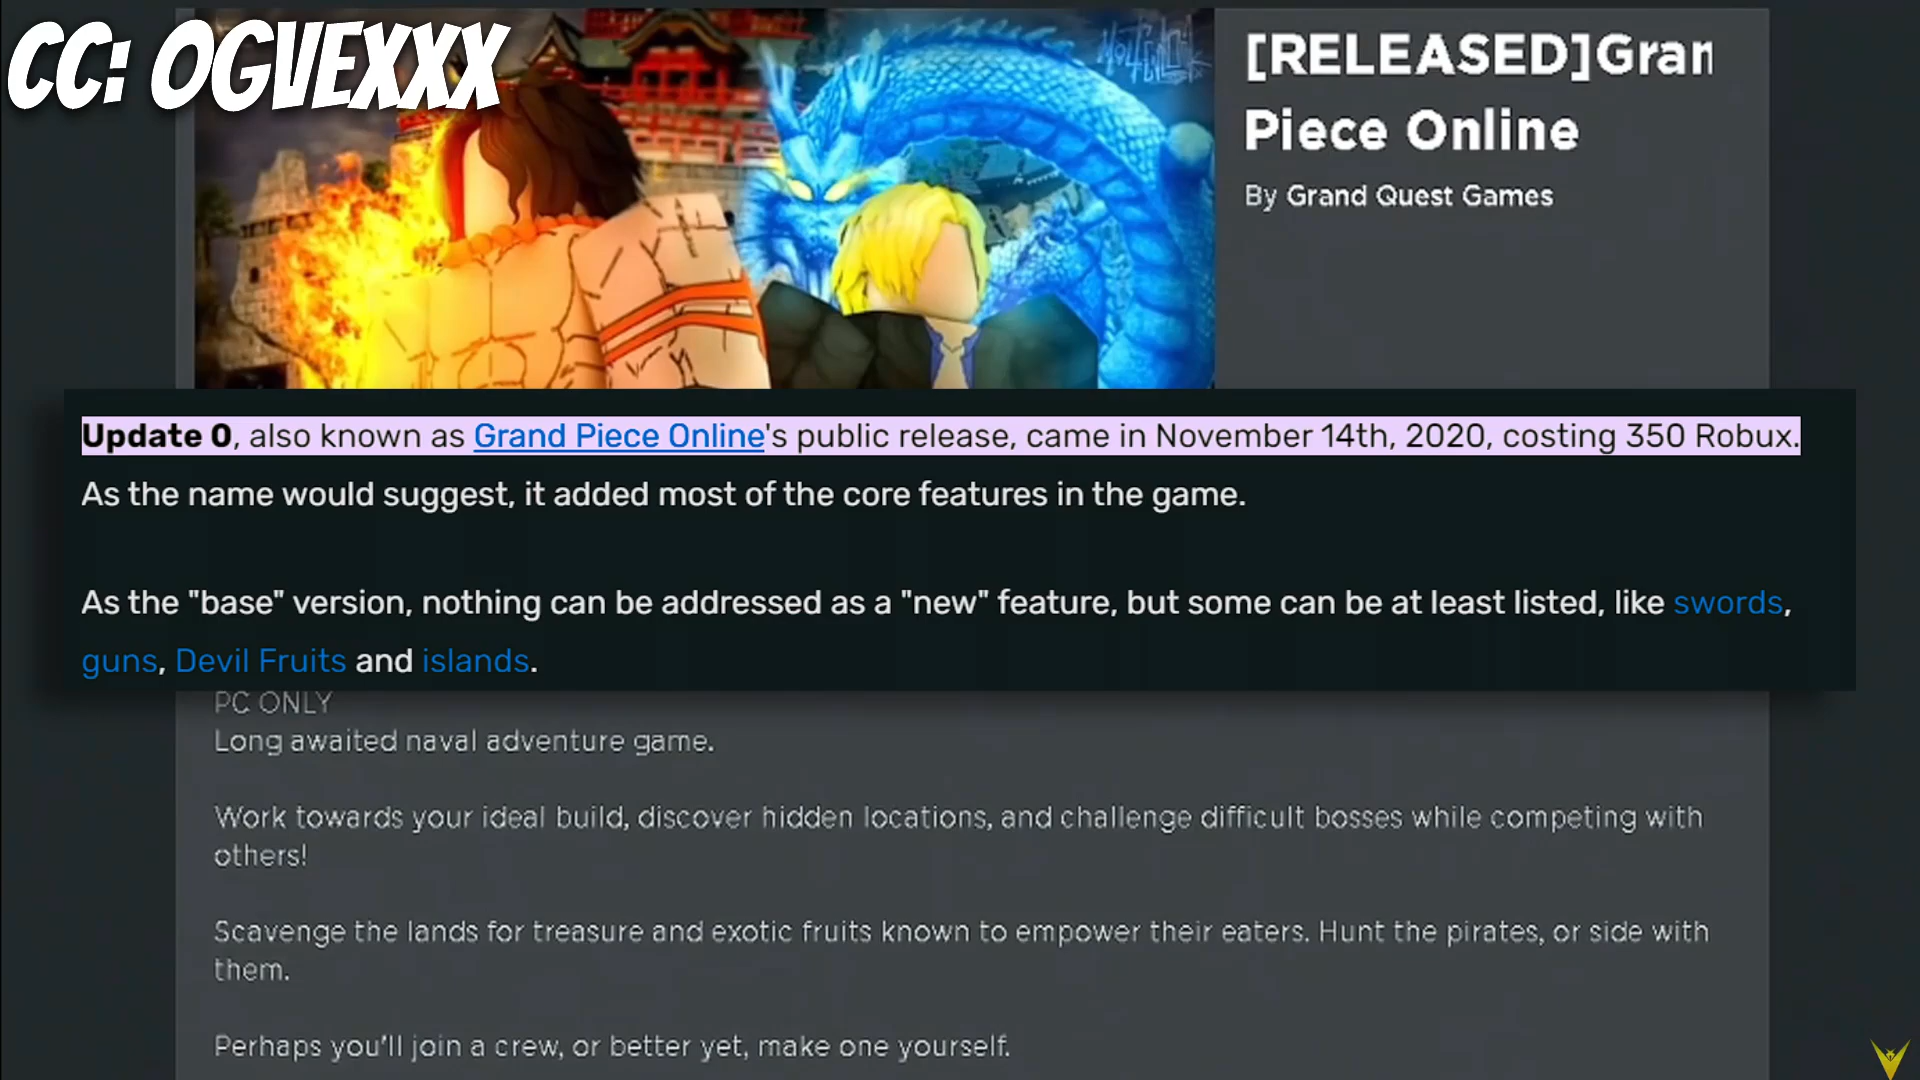 CC: OGVEXXX
[RELEASED]Gran
Piece Online
By Grand Quest Games
Update 0, also known as Grand Piece Online's public release, came in November 14th, 2020, costing 350 Robux.
As the name would suggest, it added most of the core features in the game.
As the "base" version, nothing can be addressed as a "new" feature, but some can be at least listed, like swords,
guns, Devil Fruits and islands.
PC ONLY
Long awaited naval adventure game.
Work towards your ideal build, discover hidden locations, and challenge difficult bosses while competing with
others!
Scavenge the lands for treasure and exotic fruits known to empower their eaters. Hunt the pirates, or side with
them.
Perhaps you'll join a crew, or better yet, make one yourself.